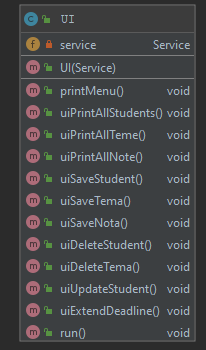 C UI
f service Service
m UI(Service)
m printMenu() void
m uiPrintAllStudents() void
m uiPrintAllTeme() void
m uiPrintAllNote() void
m uiSaveStudent() void
m uiSaveTema() void
m uiSaveNota() void
m uiDeleteStudent() void
m uiDeleteTema() void
m uiUpdateStudent() void
m uiExtendDeadline() void
m run() void